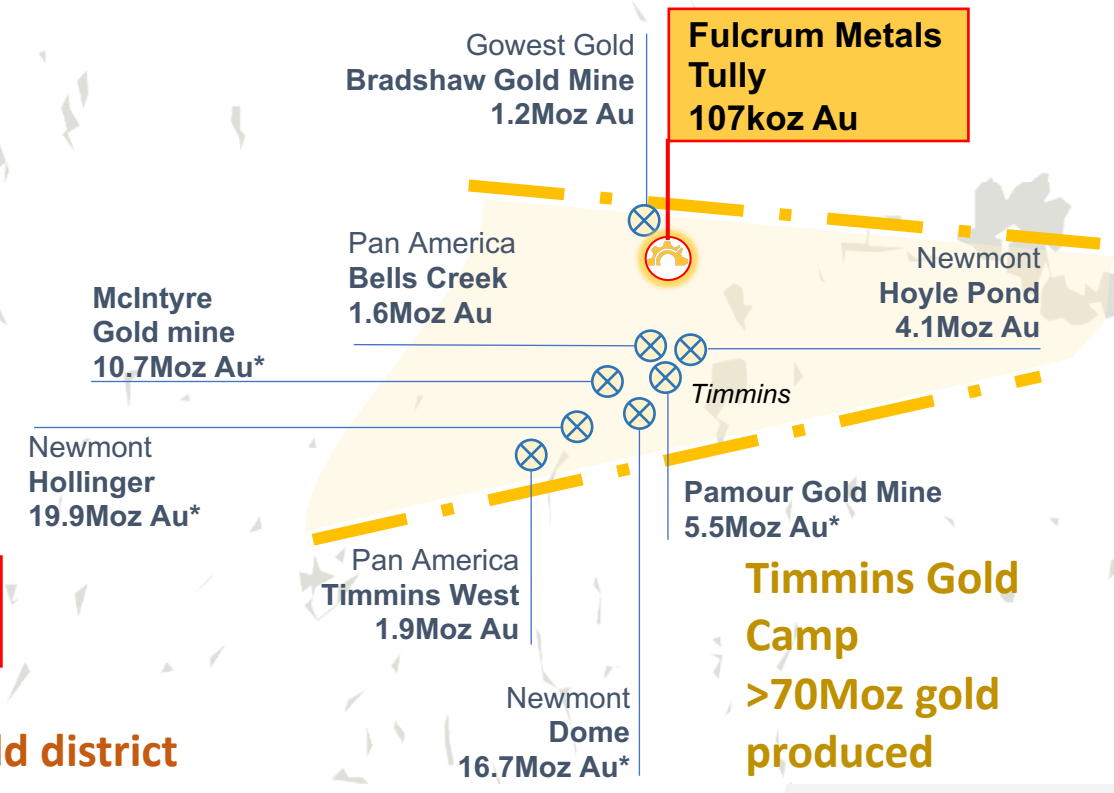 Gowest Gold
Bradshaw Gold Mine
1.2Moz Au
Fulcrum Metals
Tully
107koz Au
Pan America
Bells Creek
1.6Moz Au
Newmont
Hoyle Pond
4.1Moz Au
McIntyre
Gold mine
10.7Moz Au*
Timmins
Newmont
Hollinger
19.9Moz Au*
Pamour Gold Mine
5.5Moz Au*
Pan America
Timmins West
1.9Moz Au
Timmins Gold
Camp
>70Moz gold
produced
Newmont
Dome
16.7Moz Au*
district